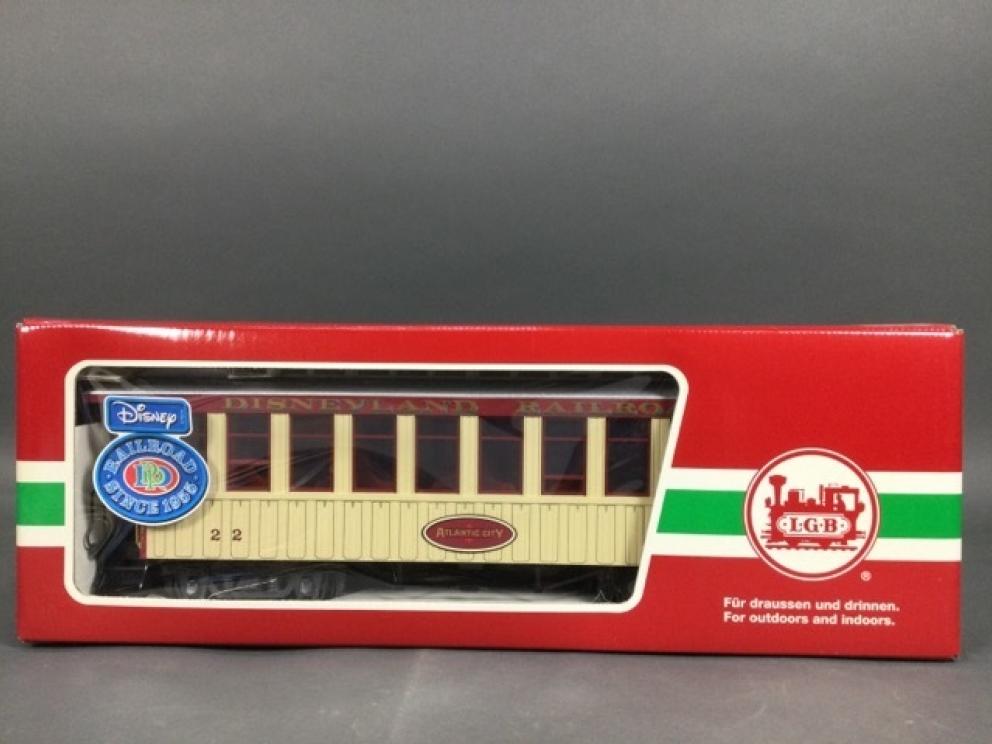 DISNEYLAND RAILRO
Disney
RAILROAD
SINCE 1955
22
ATLANTIC CITY
L·G·B
®
Für draussen und drinnen.
For outdoors and indoors.